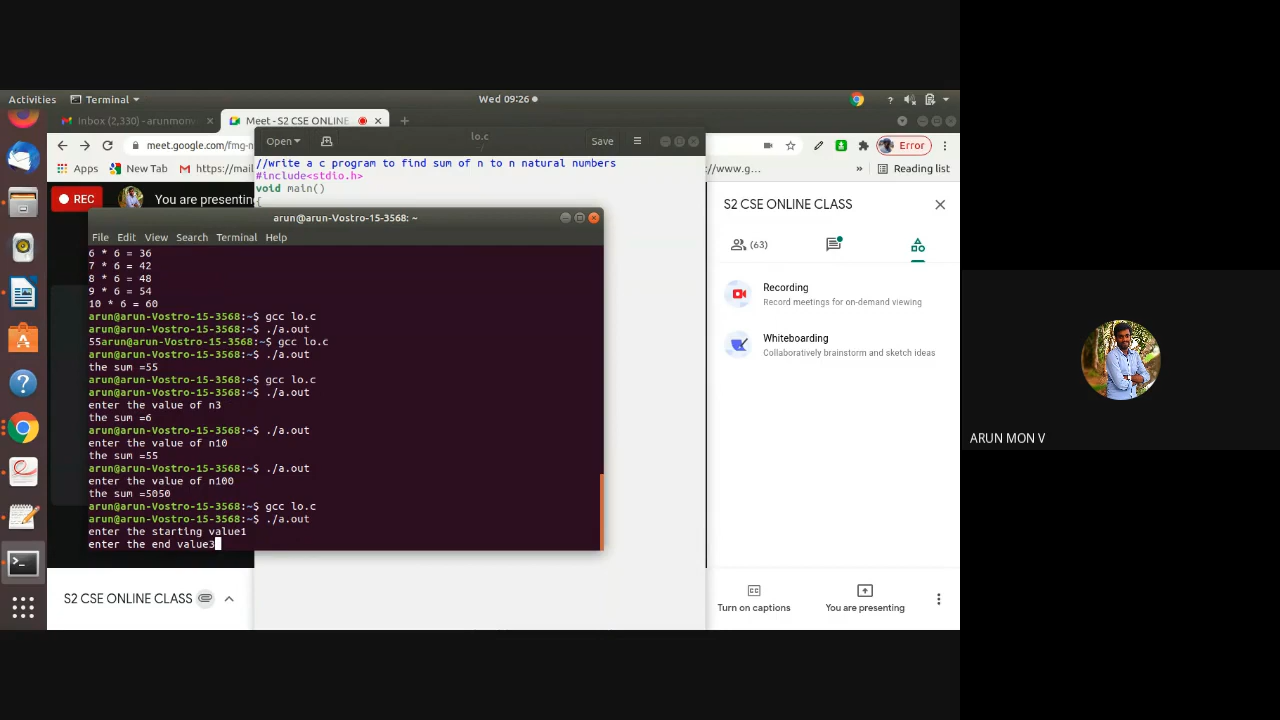 Activities
Terminal
Wed 09:26
Inbox (2,330) - arunmon
Meet - S2 CSE ONLINE
meet.google.com/fmg-n
Error
Apps
New Tab
https://mail
/www.g...
»
Reading list
Open
lo.c
~/
Save
//write a c program to find sum of n to n natural numbers
#include<stdio.h>
void main()
{
REC
You are presenting
arun@arun-Vostro-15-3568: ~
File Edit View Search Terminal Help
6 * 6 = 36
7 * 6 = 42
8 * 6 = 48
9 * 6 = 54
10 * 6 = 60
arun@arun-Vostro-15-3568:~$ gcc lo.c
arun@arun-Vostro-15-3568:~$ ./a.out
55arun@arun-Vostro-15-3568:~$ gcc lo.c
arun@arun-Vostro-15-3568:~$ ./a.out
the sum =55
arun@arun-Vostro-15-3568:~$ gcc lo.c
arun@arun-Vostro-15-3568:~$ ./a.out
enter the value of n3
the sum =6
arun@arun-Vostro-15-3568:~$ ./a.out
enter the value of n10
the sum =55
arun@arun-Vostro-15-3568:~$ ./a.out
enter the value of n100
the sum =5050
arun@arun-Vostro-15-3568:~$ gcc lo.c
arun@arun-Vostro-15-3568:~$ ./a.out
enter the starting value1
enter the end value3
S2 CSE ONLINE CLASS
(63)
Recording
Record meetings for on-demand viewing
Whiteboarding
Collaboratively brainstorm and sketch ideas
S2 CSE ONLINE CLASS
CC
Turn on captions
You are presenting
ARUN MON V